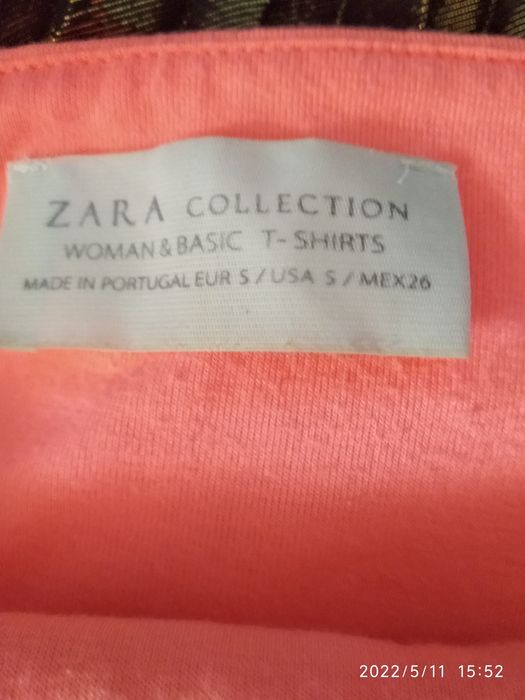 ZARA COLLECTION
WOMAN & BASIC T-SHIRTS
MADE IN PORTUGAL EUR S / USA S / MEX26
2022/5/11 15:52